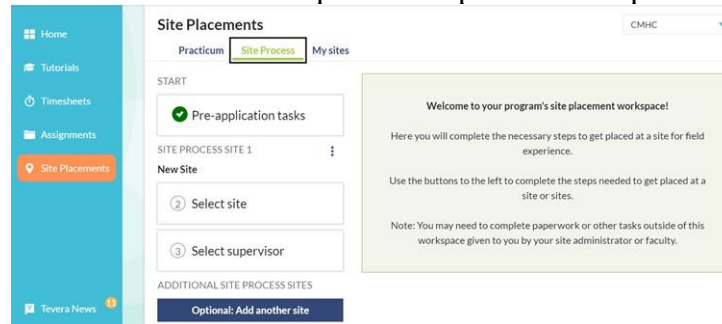 Home
Tutorials
Timesheets
Assignments
Site Placements
Tevera News
Site Placements
CMHC
Practicum Site Process My sites
START
Pre-application tasks
SITE PROCESS SITE 1
New Site
2 Select site
3 Select supervisor
ADDITIONAL SITE PROCESS SITES
Optional: Add another site
Welcome to your program's site placement workspace!
Here you will complete the necessary steps to get placed at a site for field
experience.
Use the buttons to the left to complete the steps needed to get placed at a
site or sites.
Note: You may need to complete paperwork or other tasks outside of this
workspace given to you by your site administrator or faculty.